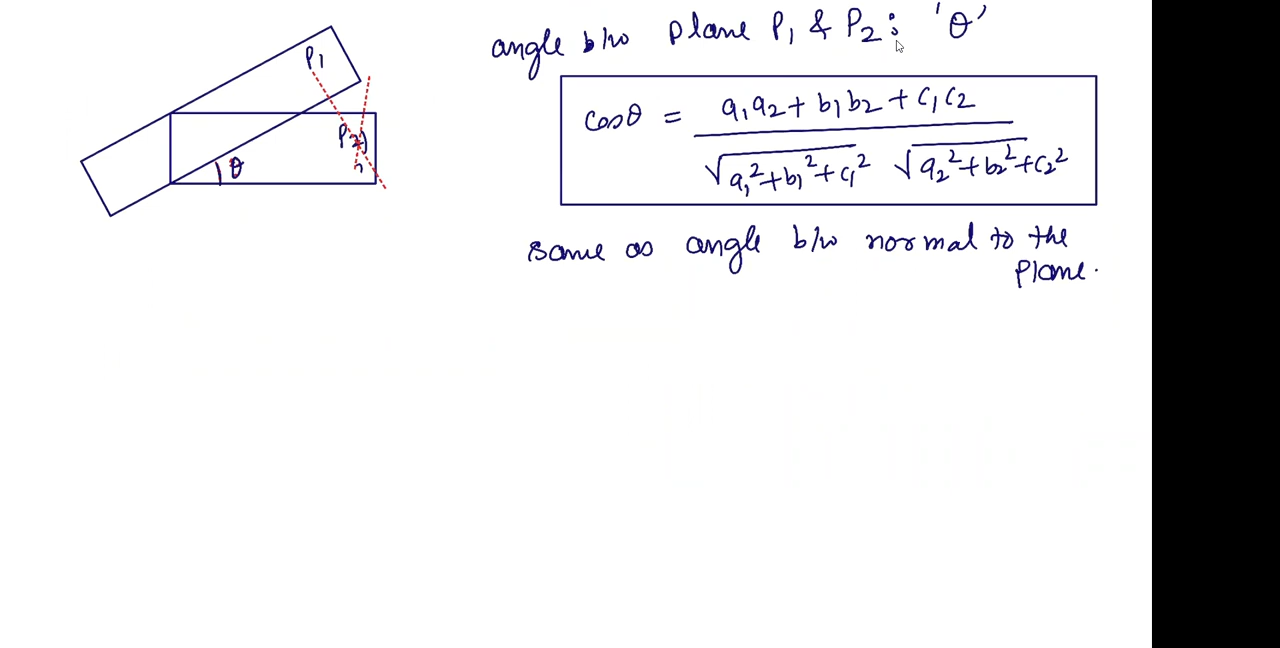 angle b/w plane P₁ & P₂ : 'θ'
P₁
P₂
θ
cosθ = a₁a₂ + b₁b₂ + c₁c₂ / √a₁²+b₁²+c₁² √a₂²+b₂²+c₂²
same as angle b/w normal to the
plane.